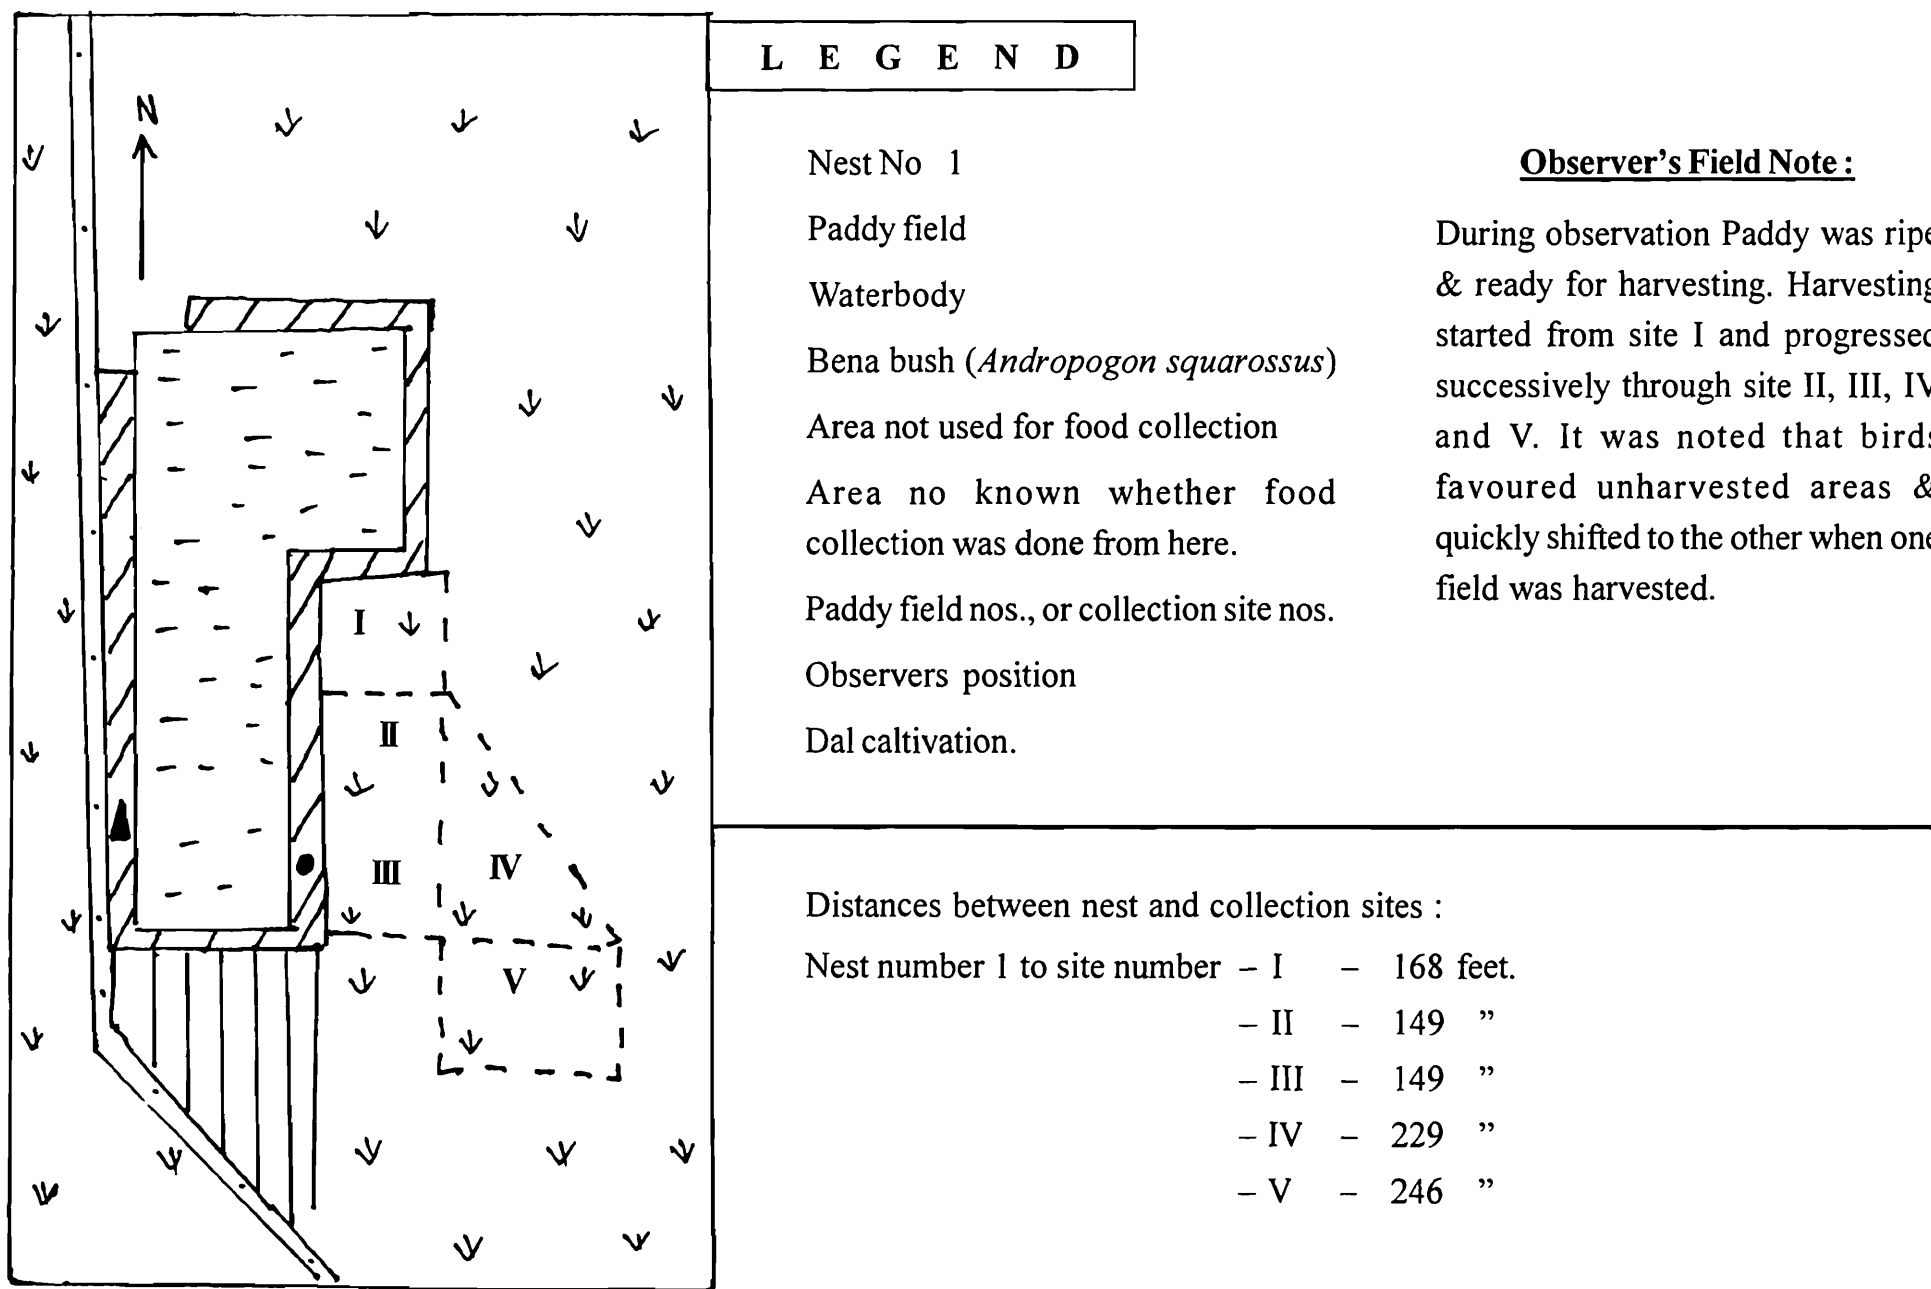 N
I
II
III
IV
V
L E G E N D
Nest No 1
Paddy field
Waterbody
Bena bush (Andropogon squarossus)
Area not used for food collection
Area no known whether food
collection was done from here.
Paddy field nos., or collection site nos.
Observers position
Dal caltivation.
Observer's Field Note :
During observation Paddy was ripe
& ready for harvesting. Harvesting
started from site I and progressed
successively through site II, III, IV
and V. It was noted that birds
favoured unharvested areas &
quickly shifted to the other when one
field was harvested.
Distances between nest and collection sites :
Nest number 1 to site number – I – 168 feet.
– II – 149 ”
– III – 149 ”
– IV – 229 ”
– V – 246 ”